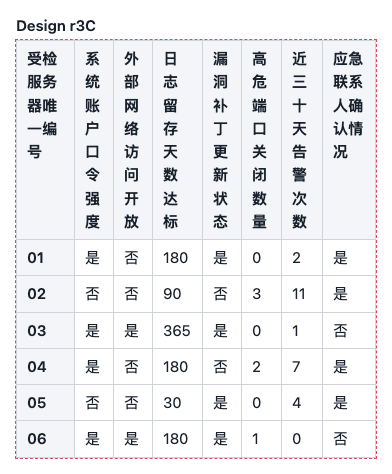 Design r3C
受检服务器唯一编号 系统账户口令强度 外部网络访问开放 日志留存天数达标 漏洞补丁更新状态 高危端口关闭数量 近三十天告警次数 应急联系人确认情况
01 是 否 180 是 0 2 是
02 否 否 90 否 3 11 是
03 是 是 365 是 0 1 否
04 是 否 180 否 2 7 是
05 否 否 30 是 0 4 是
06 是 是 180 是 1 0 否